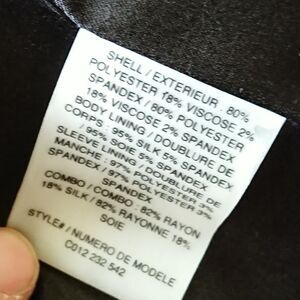 SHELL / EXTERIEUR : 80%
POLYESTER 18% VISCOSE 2%
SPANDEX / 80% POLYESTER
18% VISCOSE 2% SPANDEX
BODY LINING / DOUBLURE DE
CORPS: 95% SILK 5% SPANDEX
/ 95% SOIE 5% SPANDEX
SLEEVE LINING / DOUBLURE DE
MANCHE : 97% POLYESTER 3%
SPANDEX / 97% POLYESTER 3%
SPANDEX
COMBO / COMBO : 82% RAYON
18% SILK / 82% RAYONNE 18%
SOIE
STYLE# / NUMERO DE MODELE
C012 232 542